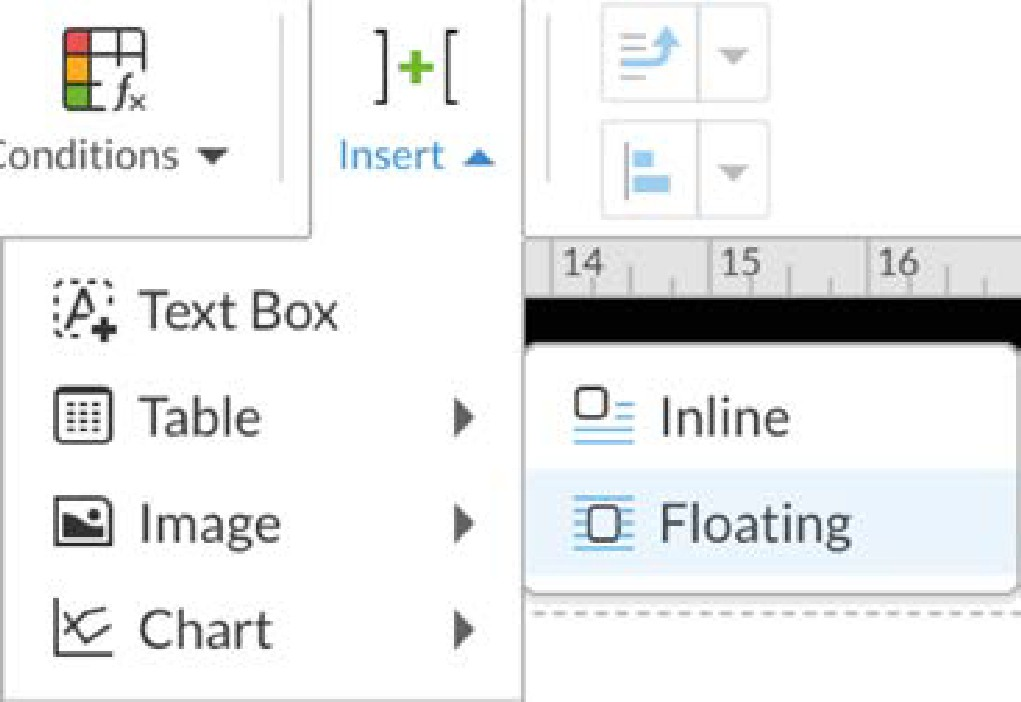 Conditions
Insert
14 15 16
Text Box
Table
Inline
Image
Floating
Chart